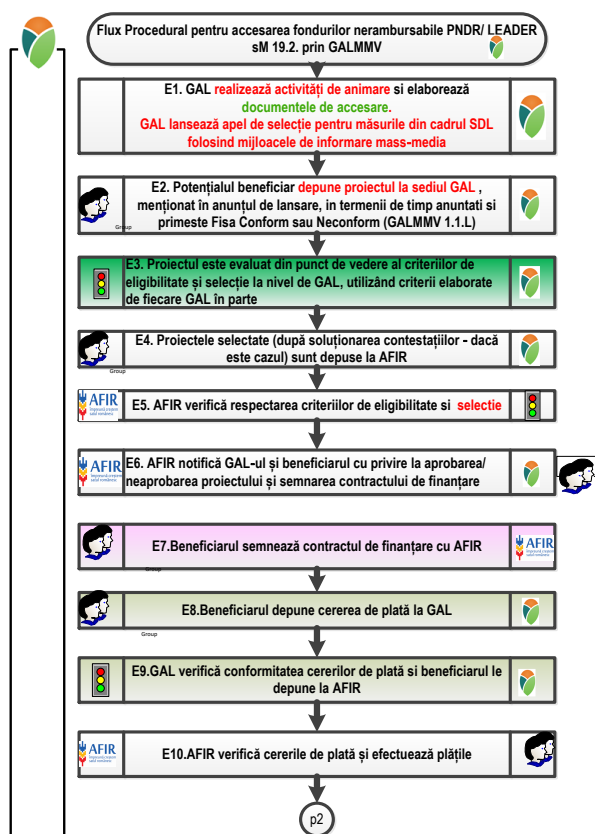 Flux Procedural pentru accesarea fondurilor nerambursabile PNDR/ LEADER
sM 19.2. prin GALMMV
E1. GAL realizează activități de animare si elaborează
documentele de accesare.
GAL lansează apel de selecție pentru măsurile din cadrul SDL
folosind mijloacele de informare mass-media
E2. Potențialul beneficiar depune proiectul la sediul GAL ,
menționat în anunțul de lansare, in termenii de timp anuntati si
primeste Fisa Conform sau Neconform (GALMMV 1.1.L)
Group
E3. Proiectul este evaluat din punct de vedere al criteriilor de
eligibilitate și selecție la nivel de GAL, utilizând criterii elaborate
de fiecare GAL în parte
E4. Proiectele selectate (după soluționarea contestațiilor - dacă
este cazul) sunt depuse la AFIR
Group
AFIR
E5. AFIR verifică respectarea criteriilor de eligibilitate si selectie
AFIR
E6. AFIR notifică GAL-ul și beneficiarul cu privire la aprobarea/
neaprobarea proiectului și semnarea contractului de finanțare
E7.Beneficiarul semnează contractul de finanțare cu AFIR
AFIR
Group
E8.Beneficiarul depune cererea de plată la GAL
Group
E9.GAL verifică conformitatea cererilor de plată si beneficiarul le
depune la AFIR
AFIR
E10.AFIR verifică cererile de plată și efectuează plățile
p2